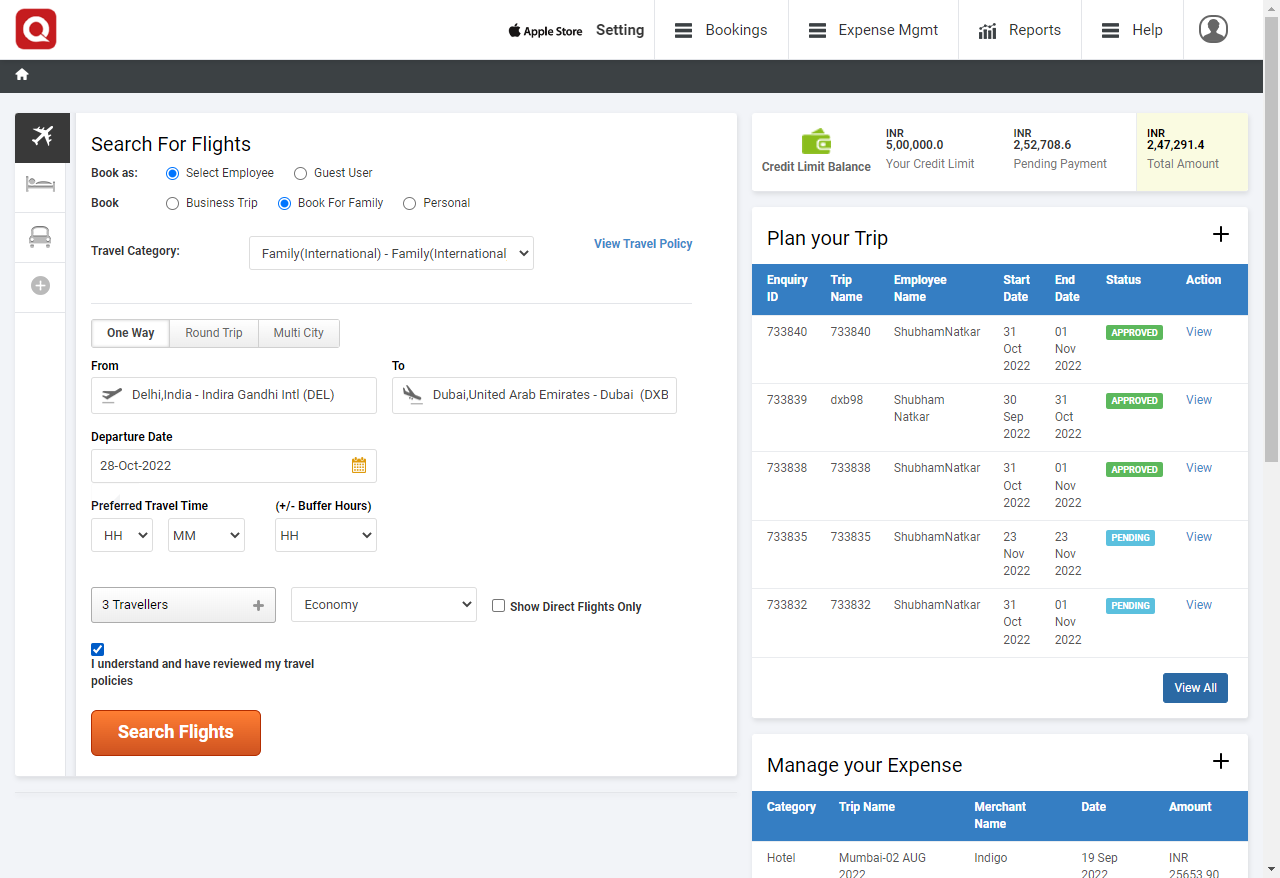 Apple Store
Setting
Bookings
Expense Mgmt
Reports
Help
Search For Flights
Book as:
Select Employee
Guest User
Book
Business Trip
Book For Family
Personal
Travel Category:
Family(International) - Family(International
View Travel Policy
One Way
Round Trip
Multi City
From
To
Delhi,India - Indira Gandhi Intl (DEL)
Dubai,United Arab Emirates - Dubai (DXB
Departure Date
28-Oct-2022
Preferred Travel Time
(+/- Buffer Hours)
HH
MM
HH
3 Travellers
Economy
Show Direct Flights Only
I understand and have reviewed my travel
policies
Search Flights
Credit Limit Balance
INR
5,00,000.0
Your Credit Limit
INR
2,52,708.6
Pending Payment
INR
2,47,291.4
Total Amount
Plan your Trip
Enquiry ID Trip Name Employee Name Start Date End Date Status Action
733840 733840 ShubhamNatkar 31 Oct 2022 01 Nov 2022 APPROVED View
733839 dxb98 Shubham Natkar 30 Sep 2022 31 Oct 2022 APPROVED View
733838 733838 ShubhamNatkar 31 Oct 2022 01 Nov 2022 APPROVED View
733835 733835 ShubhamNatkar 23 Nov 2022 23 Nov 2022 PENDING View
733832 733832 ShubhamNatkar 31 Oct 2022 01 Nov 2022 PENDING View
View All
Manage your Expense
Category Trip Name Merchant Name Date Amount
Hotel Mumbai-02 AUG 2022 Indigo 19 Sep 2022 INR 25653.90